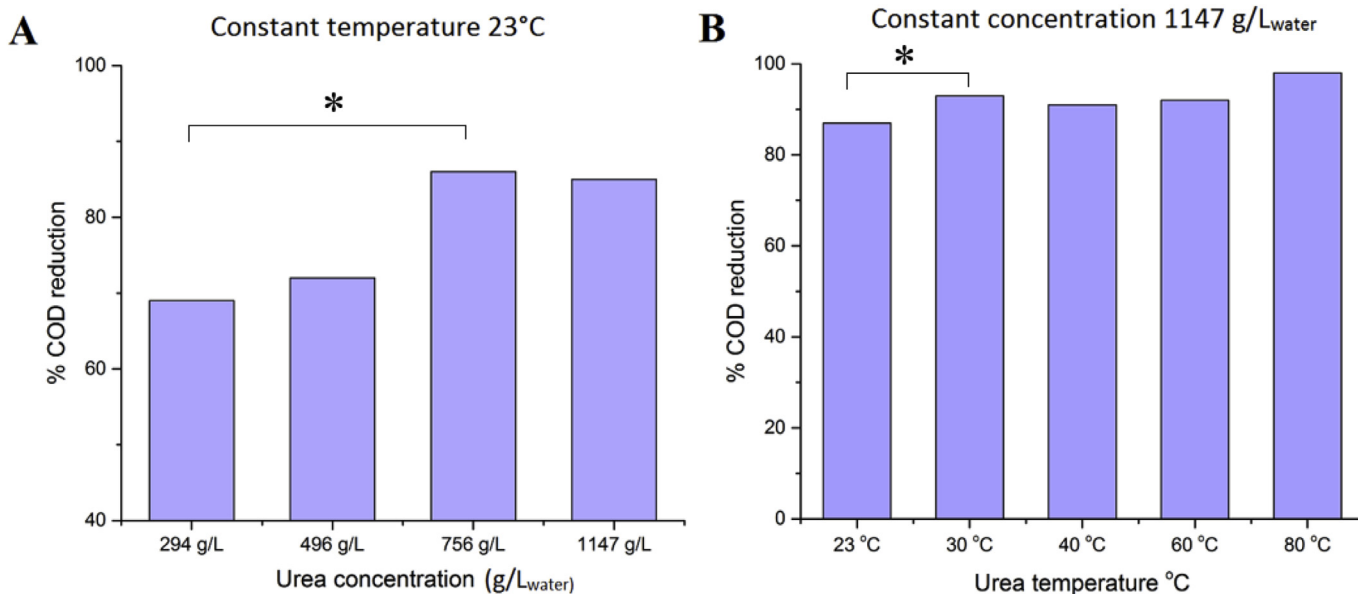 A
Constant temperature 23°C
*
100
80
60
40
% COD reduction
294 g/L
496 g/L
756 g/L
1147 g/L
Urea concentration (g/Lwater)
B
Constant concentration 1147 g/Lwater
*
100
80
60
40
20
0
% COD reduction
23 °C
30 °C
40 °C
60 °C
80 °C
Urea temperature °C